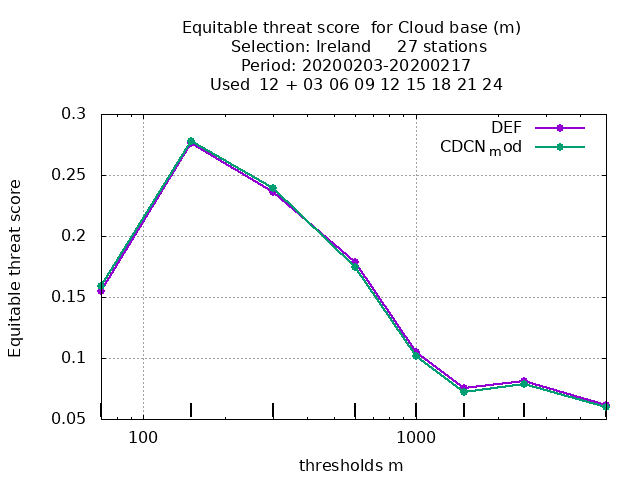 Equitable threat score  for Cloud base (m)
Selection: Ireland     27 stations
Period: 20200203-20200217
Used  12 + 03 06 09 12 15 18 21 24
DEF
CDCNmod
0.3
0.25
0.2
0.15
0.1
0.05
Equitable threat score
100
1000
thresholds m